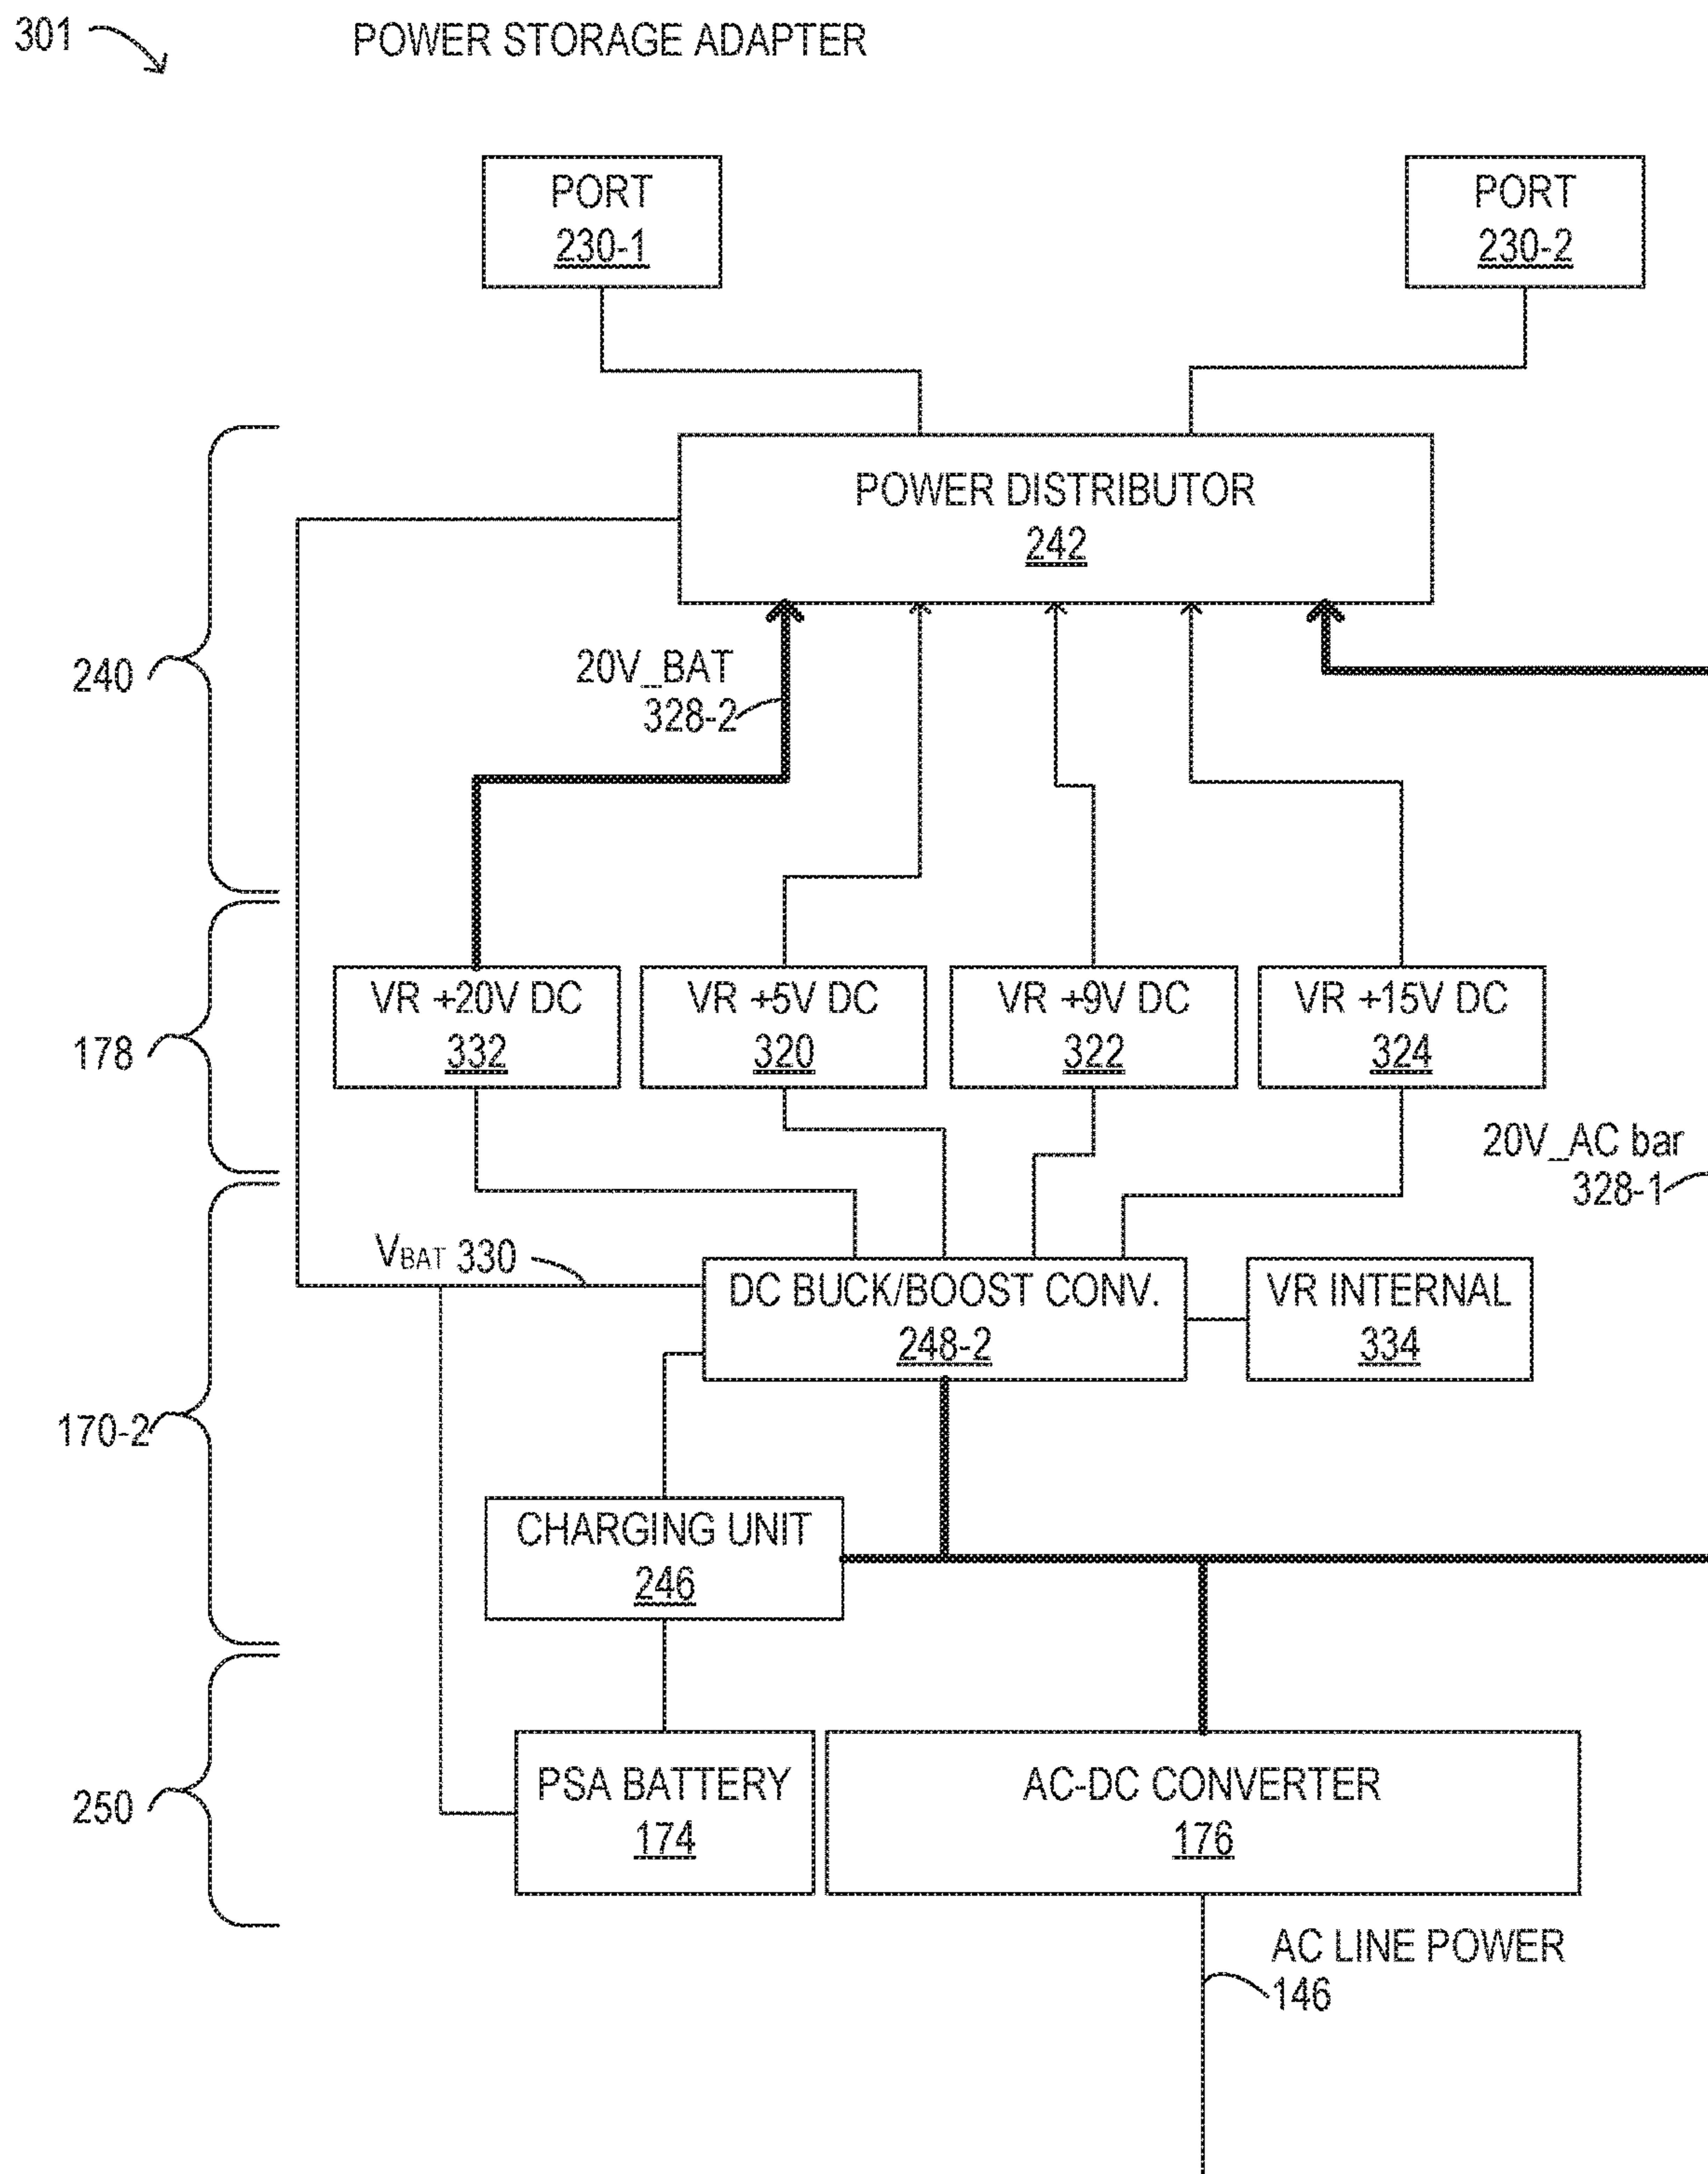 301
POWER STORAGE ADAPTER
PORT
230-1
PORT
230-2
POWER DISTRIBUTOR
242
20V_BAT
328-2
240
VR +20V DC
332
VR +5V DC
320
VR +9V DC
322
VR +15V DC
324
178
20V_AC bar
328-1
VBAT 330
DC BUCK/BOOST CONV.
248-2
VR INTERNAL
334
170-2
CHARGING UNIT
246
PSA BATTERY
174
AC-DC CONVERTER
176
250
AC LINE POWER
146